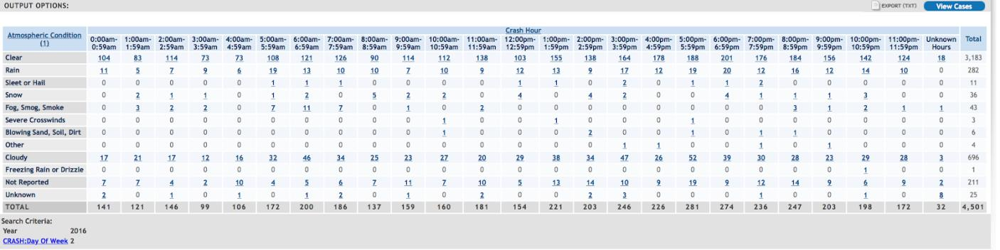 OUTPUT OPTIONS: EXPORT (TXT) View Cases
Crash Hour
Atmospheric Condition (1) 0:00am-0:59am 1:00am-1:59am 2:00am-2:59am 3:00am-3:59am 4:00am-4:59am 5:00am-5:59am 6:00am-6:59am 7:00am-7:59am 8:00am-8:59am 9:00am-9:59am 10:00am-10:59am 11:00am-11:59am 12:00pm-12:59pm 1:00pm-1:59pm 2:00pm-2:59pm 3:00pm-3:59pm 4:00pm-4:59pm 5:00pm-5:59pm 6:00pm-6:59pm 7:00pm-7:59pm 8:00pm-8:59pm 9:00pm-9:59pm 10:00pm-10:59pm 11:00pm-11:59pm Unknown Hours Total
Clear 104 83 114 73 73 108 121 126 90 114 112 138 103 155 138 164 178 188 201 176 184 156 142 124 18 3,183
Rain 11 5 7 9 6 19 13 10 10 7 10 9 12 13 9 17 12 19 20 12 16 12 14 10 0 282
Sleet or Hail 0 0 0 0 0 1 1 1 0 0 0 0 1 1 0 2 0 1 1 2 0 0 0 0 0 11
Snow 0 2 1 1 0 1 2 0 5 2 2 0 4 0 4 2 0 0 4 1 1 1 3 0 0 36
Fog, Smog, Smoke 0 3 2 2 0 7 11 7 0 1 0 2 0 0 0 0 0 0 0 0 3 1 2 1 1 43
Severe Crosswinds 0 0 0 0 0 0 0 0 0 0 1 0 0 1 0 0 0 1 0 0 0 0 0 0 0 3
Blowing Sand, Soil, Dirt 0 0 0 0 0 0 0 0 0 0 1 0 0 0 2 0 0 1 0 1 1 0 0 0 0 6
Other 0 0 0 0 0 0 0 0 0 0 0 0 0 0 0 1 1 0 0 1 0 1 0 0 0 4
Cloudy 17 21 17 12 16 32 46 34 25 23 27 20 29 38 34 47 26 52 39 30 28 23 29 28 3 696
Freezing Rain or Drizzle 0 0 0 0 0 0 0 0 0 0 0 0 0 0 0 0 0 0 0 0 0 0 1 0 0 1
Not Reported 7 7 4 2 10 4 5 6 7 11 7 10 5 13 14 10 9 19 9 12 14 9 6 9 2 211
Unknown 2 0 1 0 1 0 1 2 0 1 0 2 0 0 2 3 0 0 0 1 0 0 1 0 8 25
TOTAL 141 121 146 99 106 172 200 186 137 159 160 181 154 221 203 246 226 281 274 236 247 203 198 172 32 4,501
Search Criteria:
Year 2016
CRASH:Day Of Week 2